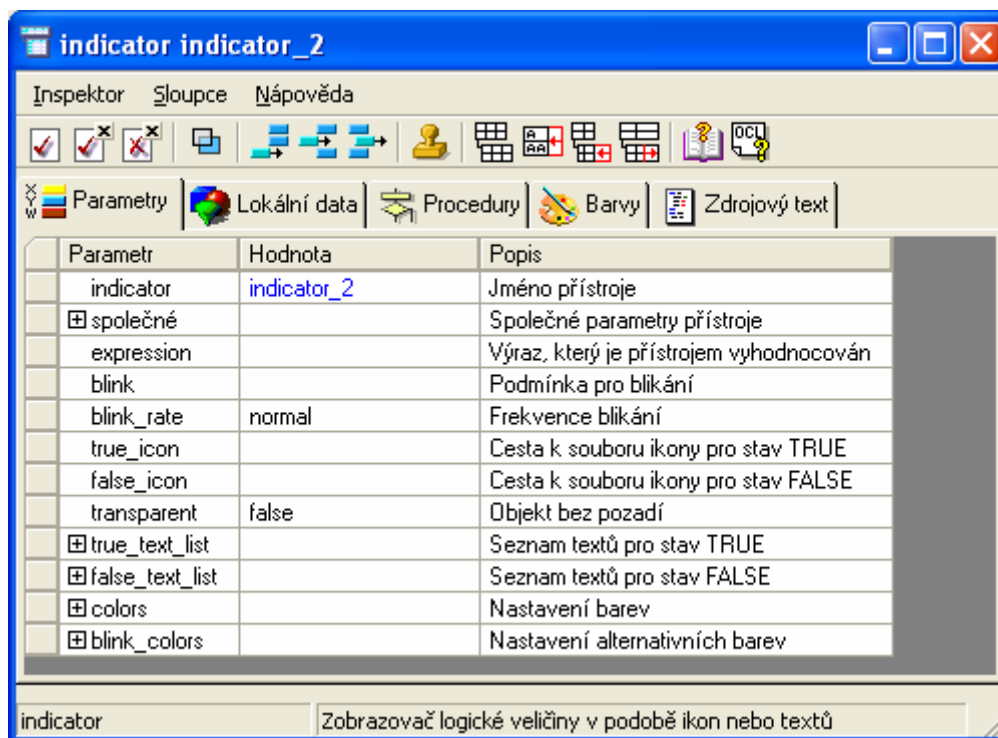 indicator indicator_2
Inspektor Sloupce Nápověda
Parametry Lokální data Procedury Barvy Zdrojový text
Parametr Hodnota Popis
indicator indicator_2 Jméno přístroje
společné Společné parametry přístroje
expression Výraz, který je přístrojem vyhodnocován
blink Podmínka pro blikání
blink_rate normal Frekvence blikání
true_icon Cesta k souboru ikony pro stav TRUE
false_icon Cesta k souboru ikony pro stav FALSE
transparent false Objekt bez pozadí
true_text_list Seznam textů pro stav TRUE
false_text_list Seznam textů pro stav FALSE
colors Nastavení barev
blink_colors Nastavení alternativních barev
indicator Zobrazovač logické veličiny v podobě ikon nebo textů